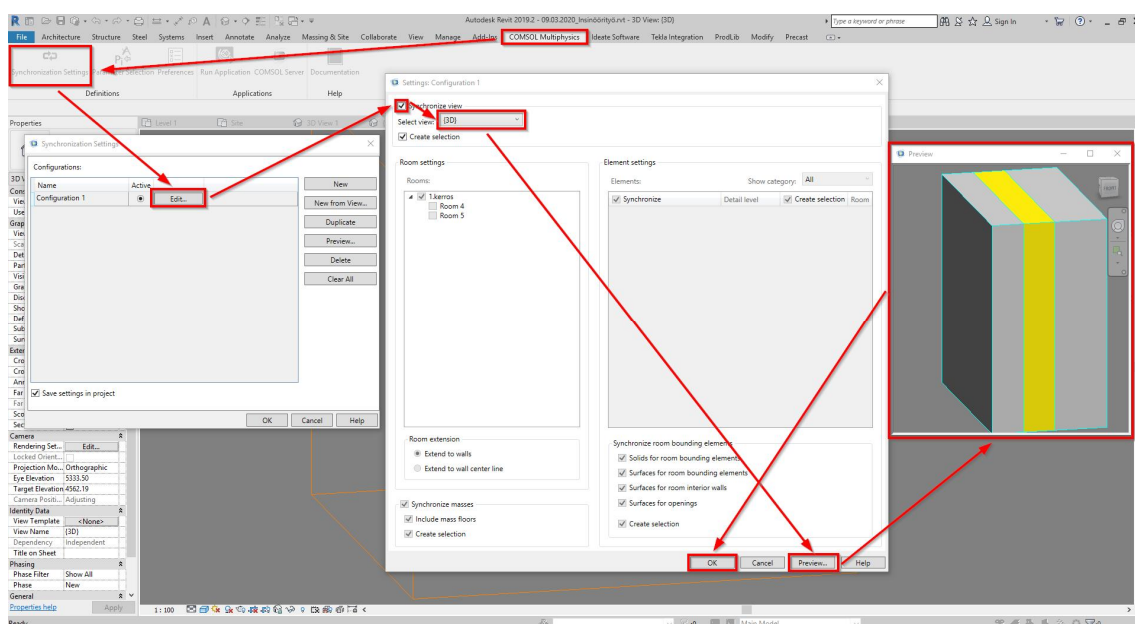 Autodesk Revit 2019.2 - 09.03.2020_Insinöörityö.rvt - 3D View: {3D}
Type a keyword or phrase
Sign In
File Architecture Structure Steel Systems Insert Annotate Analyze Massing & Site Collaborate View Manage Add-Ins COMSOL Multiphysics Ideate Software Tekla Integration ProdLib Modify Precast
Synchronization Settings Parameter Selection Preferences Run Application COMSOL Server Documentation
Definitions Applications Help
Properties
Level 1 Site 3D View 1
Synchronization Settings
Configurations:
Name Active
Configuration 1 Edit...
New
New from View...
Duplicate
Preview...
Delete
Clear All
Save settings in project
OK Cancel Help
Camera
Rendering Set... Edit...
Locked Orient...
Projection Mo... Orthographic
Eye Elevation 5333.50
Target Elevation 4562.19
Camera Positi... Adjusting
Identity Data
View Template <None>
View Name {3D}
Dependency Independent
Title on Sheet
Phasing
Phase Filter Show All
Phase New
General
Properties help Apply
Ready
1 : 100
Main Model
Settings: Configuration 1
Synchronize view
Select view: {3D}
Create selection
Room settings
Rooms:
1.kerros
Room 4
Room 5
Room extension
Extend to walls
Extend to wall center line
Synchronize masses
Include mass floors
Create selection
Element settings
Elements: Show category: All
Synchronize Detail level Create selection Room
Synchronize room bounding elements
Solids for room bounding elements
Surfaces for room bounding elements
Surfaces for room interior walls
Surfaces for openings
Create selection
OK Cancel Preview... Help
Preview